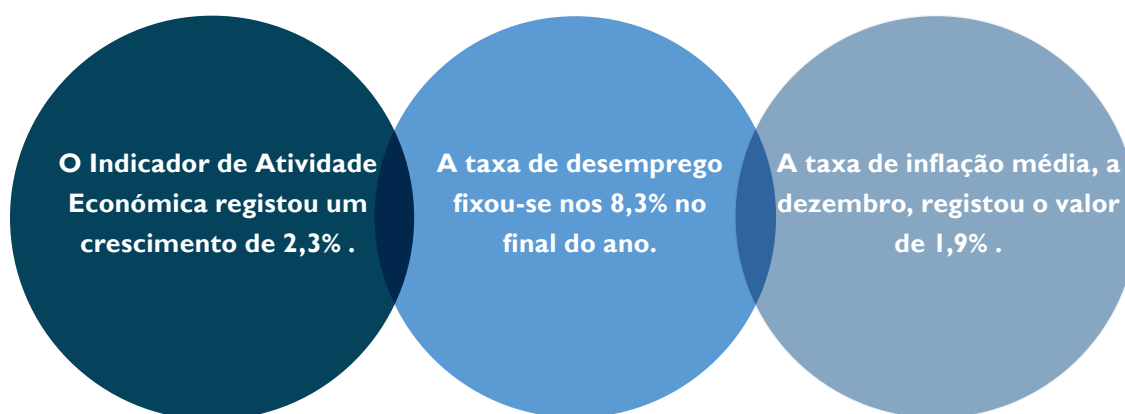 O Indicador de Atividade
Económica registou um
crescimento de 2,3% .
A taxa de desemprego
fixou-se nos 8,3% no
final do ano.
A taxa de inflação média, a
dezembro, registou o valor
de 1,9% .